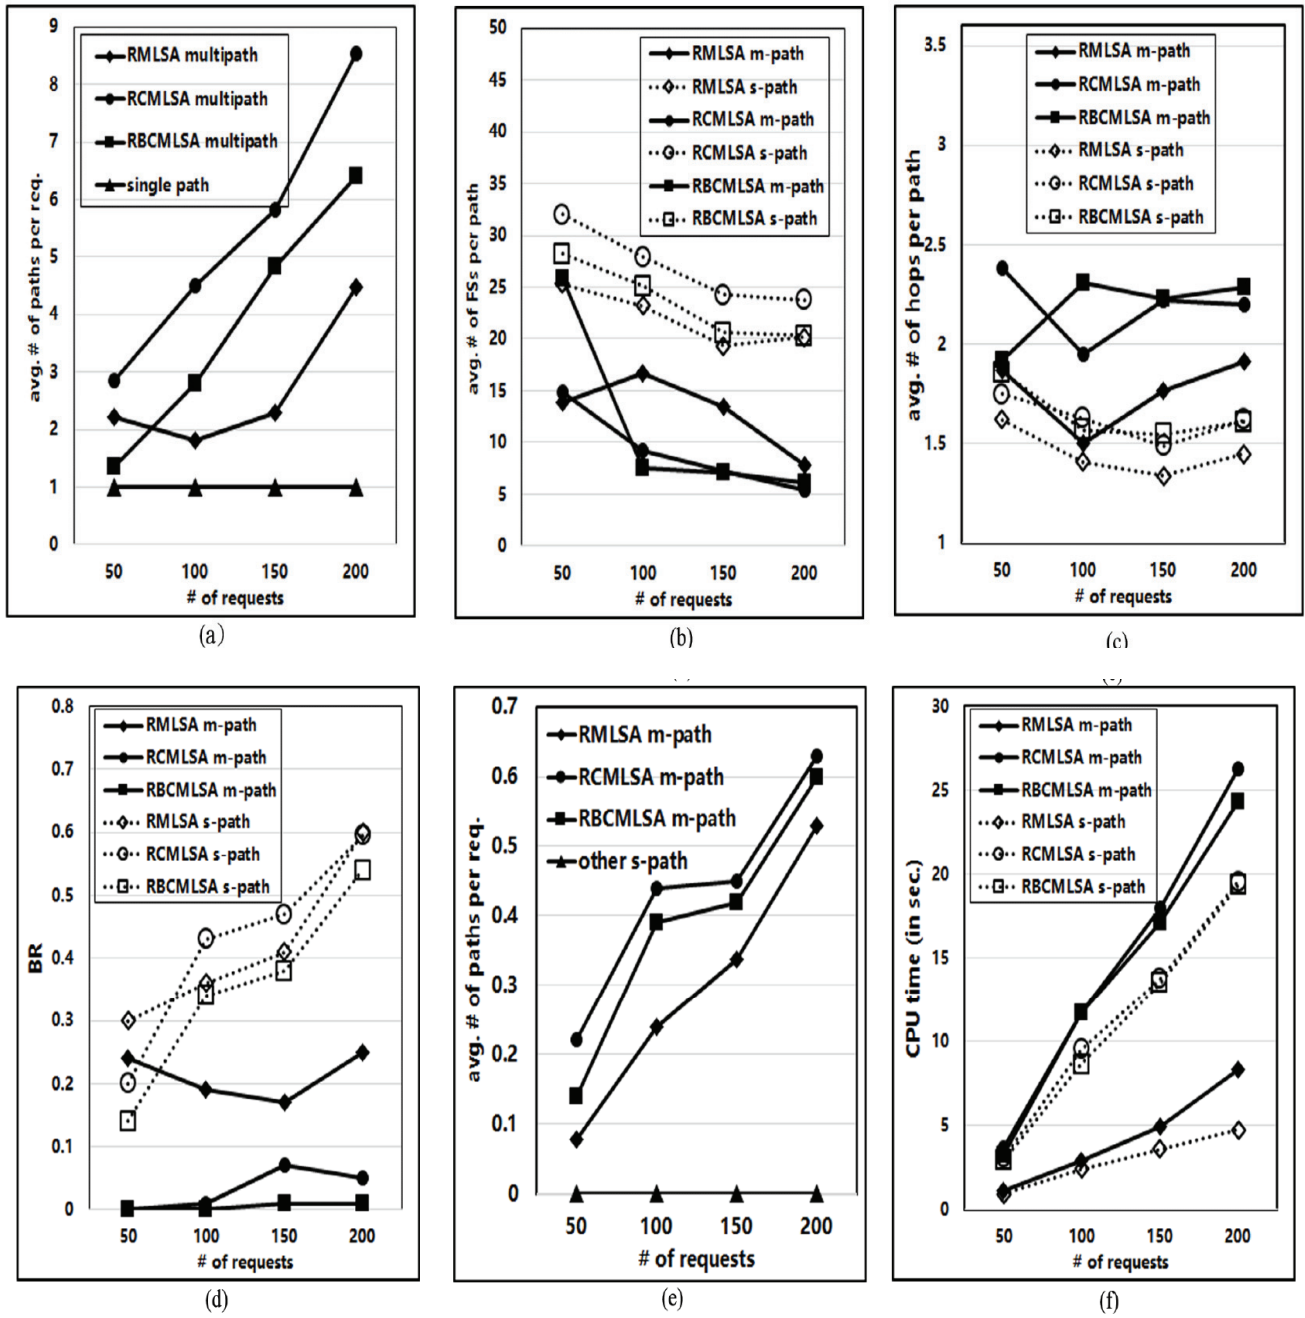 9
8
7
6
5
4
3
2
1
0
avg. # of paths per req.
RMLSA multipath
RCMLSA multipath
RBCMLSA multipath
single path
50 100 150 200
# of requests
(a)
50
45
40
35
30
25
20
15
10
5
0
avg. # of FSs per path
RMLSA m-path
RMLSA s-path
RCMLSA m-path
RCMLSA s-path
RBCMLSA m-path
RBCMLSA s-path
50 100 150 200
# of requests
(b)
3.5
3
2.5
2
1.5
1
avg. # of hops per path
RMLSA m-path
RCMLSA m-path
RBCMLSA m-path
RMLSA s-path
RCMLSA s-path
RBCMLSA s-path
50 100 150 200
# of requests
(c)
0.8
0.7
0.6
0.5
0.4
0.3
0.2
0.1
0
BR
RMLSA m-path
RCMLSA m-path
RBCMLSA m-path
RMLSA s-path
RCMLSA s-path
RBCMLSA s-path
50 100 150 200
# of requests
(d)
0.7
0.6
0.5
0.4
0.3
0.2
0.1
0
avg. # of paths per req.
RMLSA m-path
RCMLSA m-path
RBCMLSA m-path
other s-path
50 100 150 200
# of requests
(e)
30
25
20
15
10
5
0
CPU time (in sec.)
RMLSA m-path
RCMLSA m-path
RBCMLSA m-path
RMLSA s-path
RCMLSA s-path
RBCMLSA s-path
50 100 150 200
# of requests
(f)